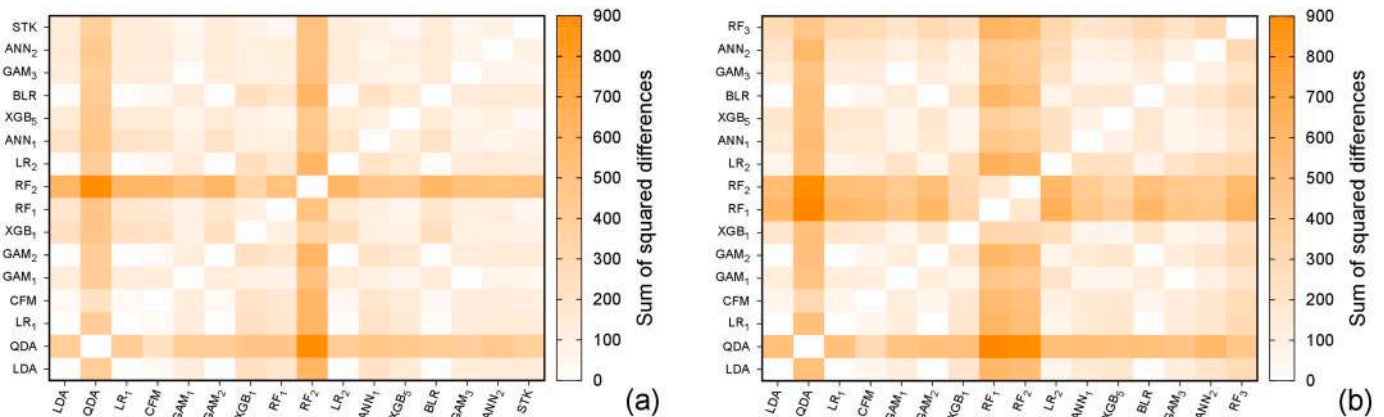 STK
ANN2
GAM3
BLR
XGB5
ANN1
LR2
RF2
RF1
XGB1
GAM2
GAM1
CFM
LR1
QDA
LDA
LDA QDA LR1 CFM GAM1 GAM2 XGB1 RF1 RF2 LR2 ANN1 XGB5 BLR GAM3 ANN2 STK
900
800
700
600
500
400
300
200
100
0
Sum of squared differences
(a)
RF3
ANN2
GAM3
BLR
XGB5
ANN1
LR2
RF2
RF1
XGB1
GAM2
GAM1
CFM
LR1
QDA
LDA
LDA QDA LR1 CFM GAM1 GAM2 XGB1 RF1 RF2 LR2 ANN1 XGB5 BLR GAM3 ANN2 RF3
900
800
700
600
500
400
300
200
100
0
Sum of squared differences
(b)